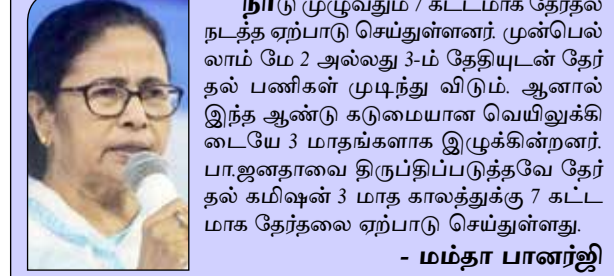 நாடு முழுவதும் 7 கட்டமாக தேர்தல்
நடத்த ஏற்பாடு செய்துள்ளனர். முன்பெல்
லாம் மே 2 அல்லது 3-ம் தேதியுடன் தேர்
தல் பணிகள் முடிந்து விடும். ஆனால்
இந்த ஆண்டு கடுமையான வெயிலுக்கி
டையே 3 மாதங்களாக இழுக்கின்றனர்.
பா.ஜனதாவை திருப்திப்படுத்தவே தேர்
தல் கமிஷன் 3 மாத காலத்துக்கு 7 கட்ட
மாக தேர்தலை ஏற்பாடு செய்துள்ளது.
- மம்தா பானர்ஜி